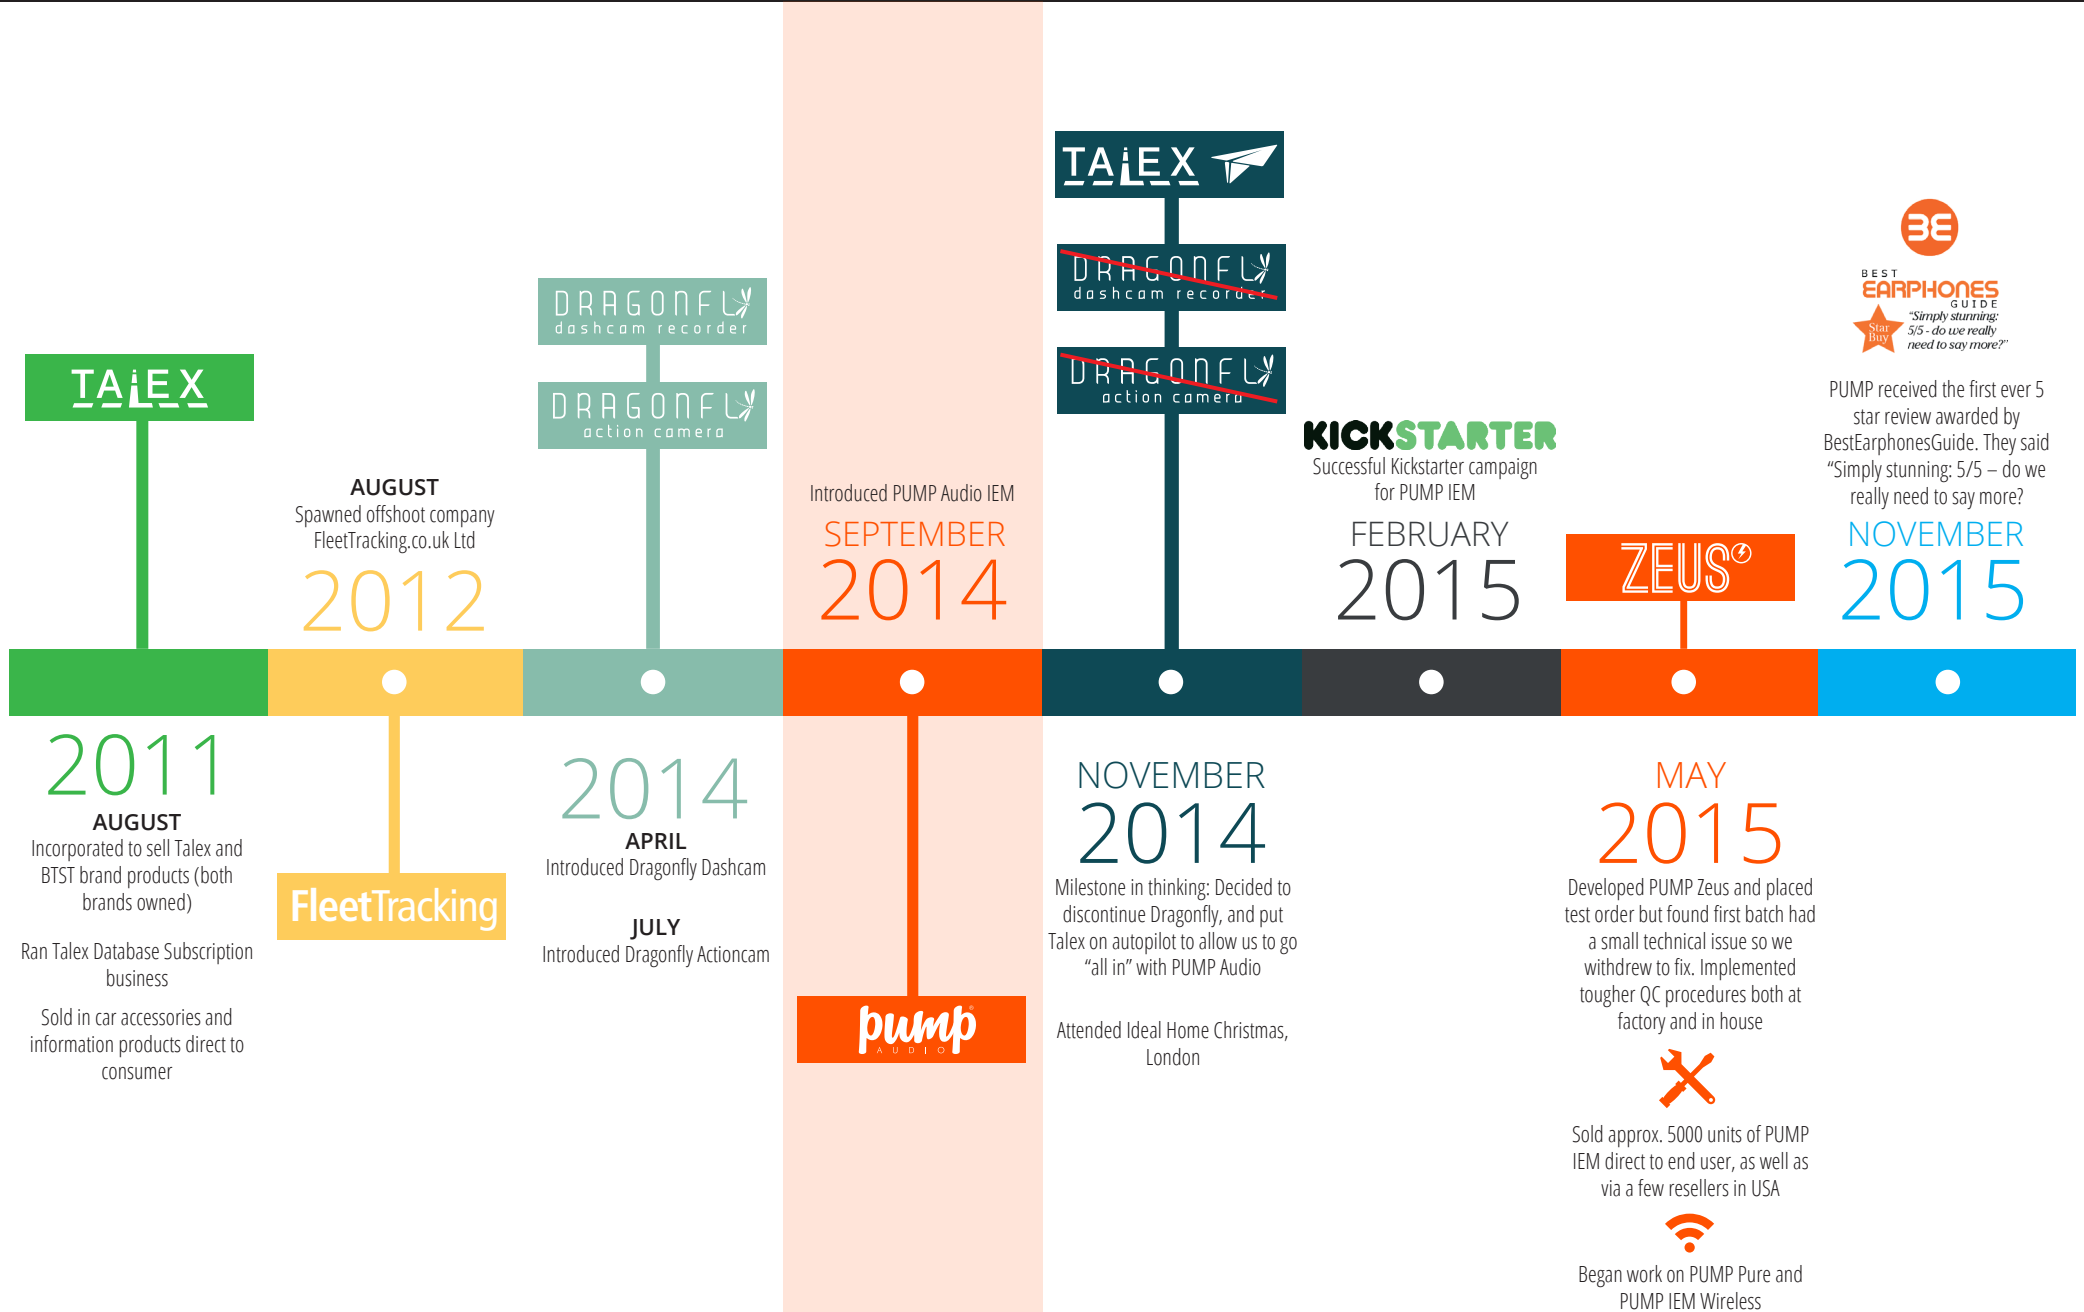 TALEX
2011
AUGUST
Incorporated to sell Talex and
BTST brand products (both
brands owned)
Ran Talex Database Subscription
business
Sold in car accessories and
information products direct to
consumer
AUGUST
Spawned offshoot company
FleetTracking.co.uk Ltd
2012
FleetTracking
DRAGONFLY
dashcam recorder
DRAGONFLY
action camera
2014
APRIL
Introduced Dragonfly Dashcam
JULY
Introduced Dragonfly Actioncam
Introduced PUMP Audio IEM
SEPTEMBER
2014
pump
AUDIO
TALEX
DRAGONFLY
dashcam recorder
DRAGONFLY
action camera
NOVEMBER
2014
Milestone in thinking: Decided to
discontinue Dragonfly, and put
Talex on autopilot to allow us to go
“all in” with PUMP Audio
Attended Ideal Home Christmas,
London
KICKSTARTER
Successful Kickstarter campaign
for PUMP IEM
FEBRUARY
2015
ZEUS
MAY
2015
Developed PUMP Zeus and placed
test order but found first batch had
a small technical issue so we
withdrew to fix. Implemented
tougher QC procedures both at
factory and in house
Sold approx. 5000 units of PUMP
IEM direct to end user, as well as
via a few resellers in USA
Began work on PUMP Pure and
PUMP IEM Wireless
BE
BEST
EARPHONES
GUIDE
Star
Buy
“Simply stunning:
5/5 - do we really
need to say more?”
PUMP received the first ever 5
star review awarded by
BestEarphonesGuide. They said
“Simply stunning: 5/5 – do we
really need to say more?
NOVEMBER
2015